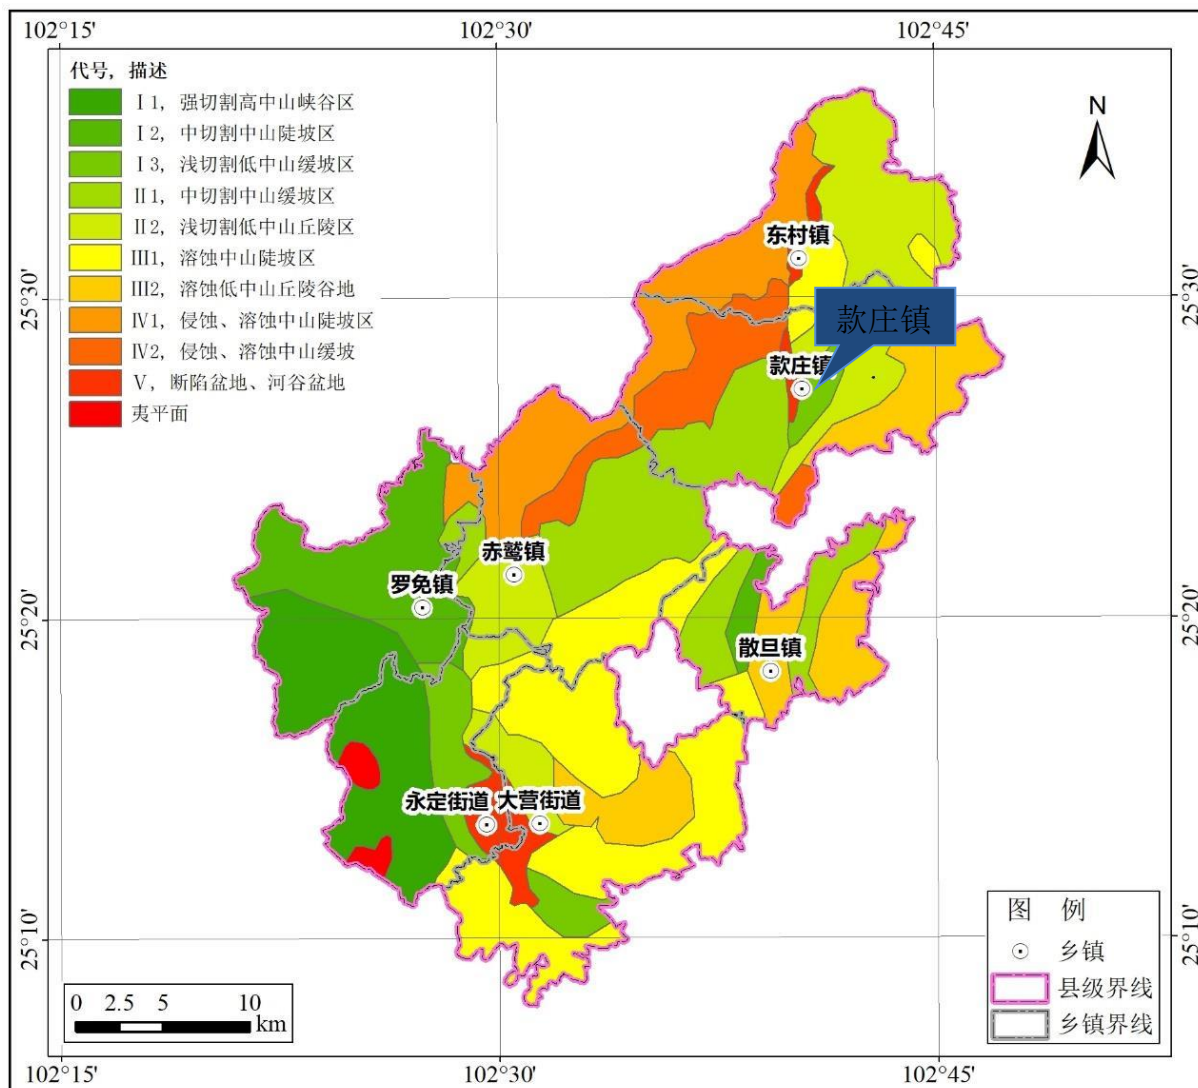 102°15'
102°30'
102°45'
代号，描述
Ⅰ1，强切割高中山峡谷区
Ⅰ2，中切割中山陡坡区
Ⅰ3，浅切割低中山缓坡区
Ⅱ1，中切割中山缓坡区
Ⅱ2，浅切割低中山丘陵区
Ⅲ1，溶蚀中山陡坡区
Ⅲ2，溶蚀低中山丘陵谷地
Ⅳ1，侵蚀、溶蚀中山陡坡区
Ⅳ2，侵蚀、溶蚀中山缓坡
Ⅴ，断陷盆地、河谷盆地
夷平面
N
东村镇
25°30'
25°30'
款庄镇
款庄镇
赤鹫镇
罗免镇
25°20'
25°20'
散旦镇
永定街道
大营街道
25°10'
25°10'
图 例
乡镇
县级界线
乡镇界线
0 2.5 5 10
km
102°15'
102°30'
102°45'